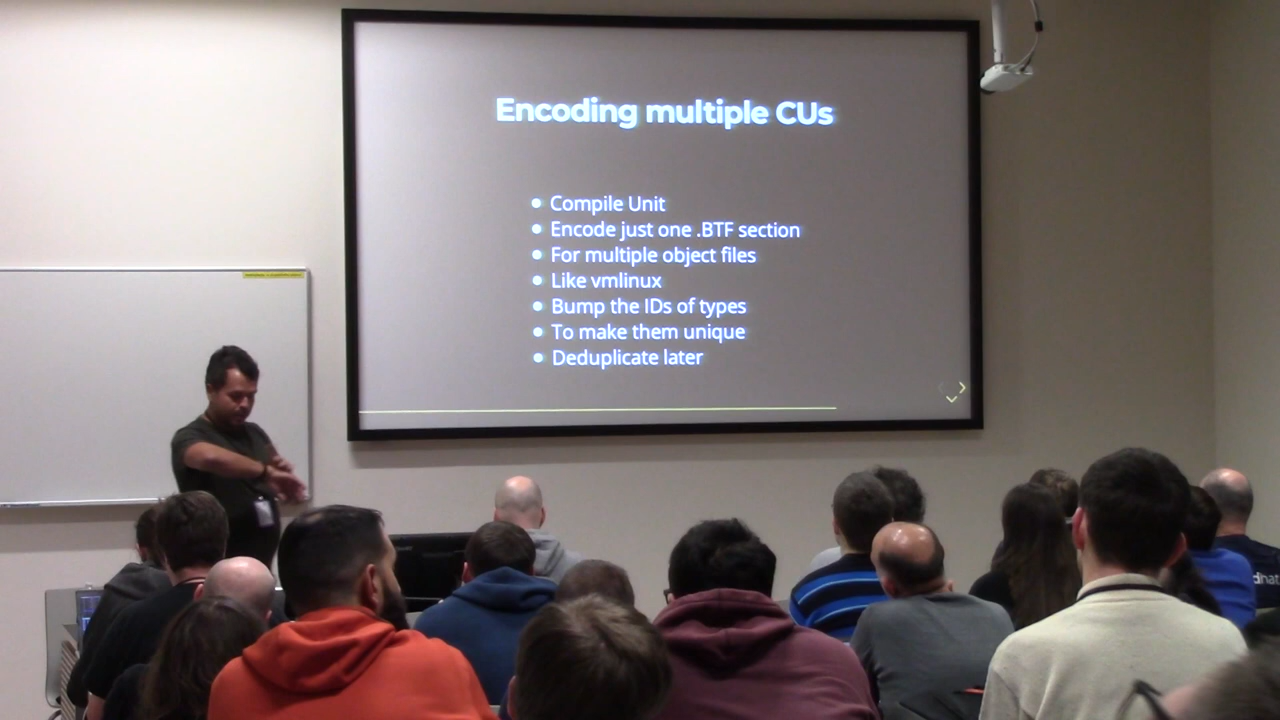 Encoding multiple CUs
Compile Unit
Encode just one .BTF section
For multiple object files
Like vmlinux
Bump the IDs of types
To make them unique
Deduplicate later
dhat